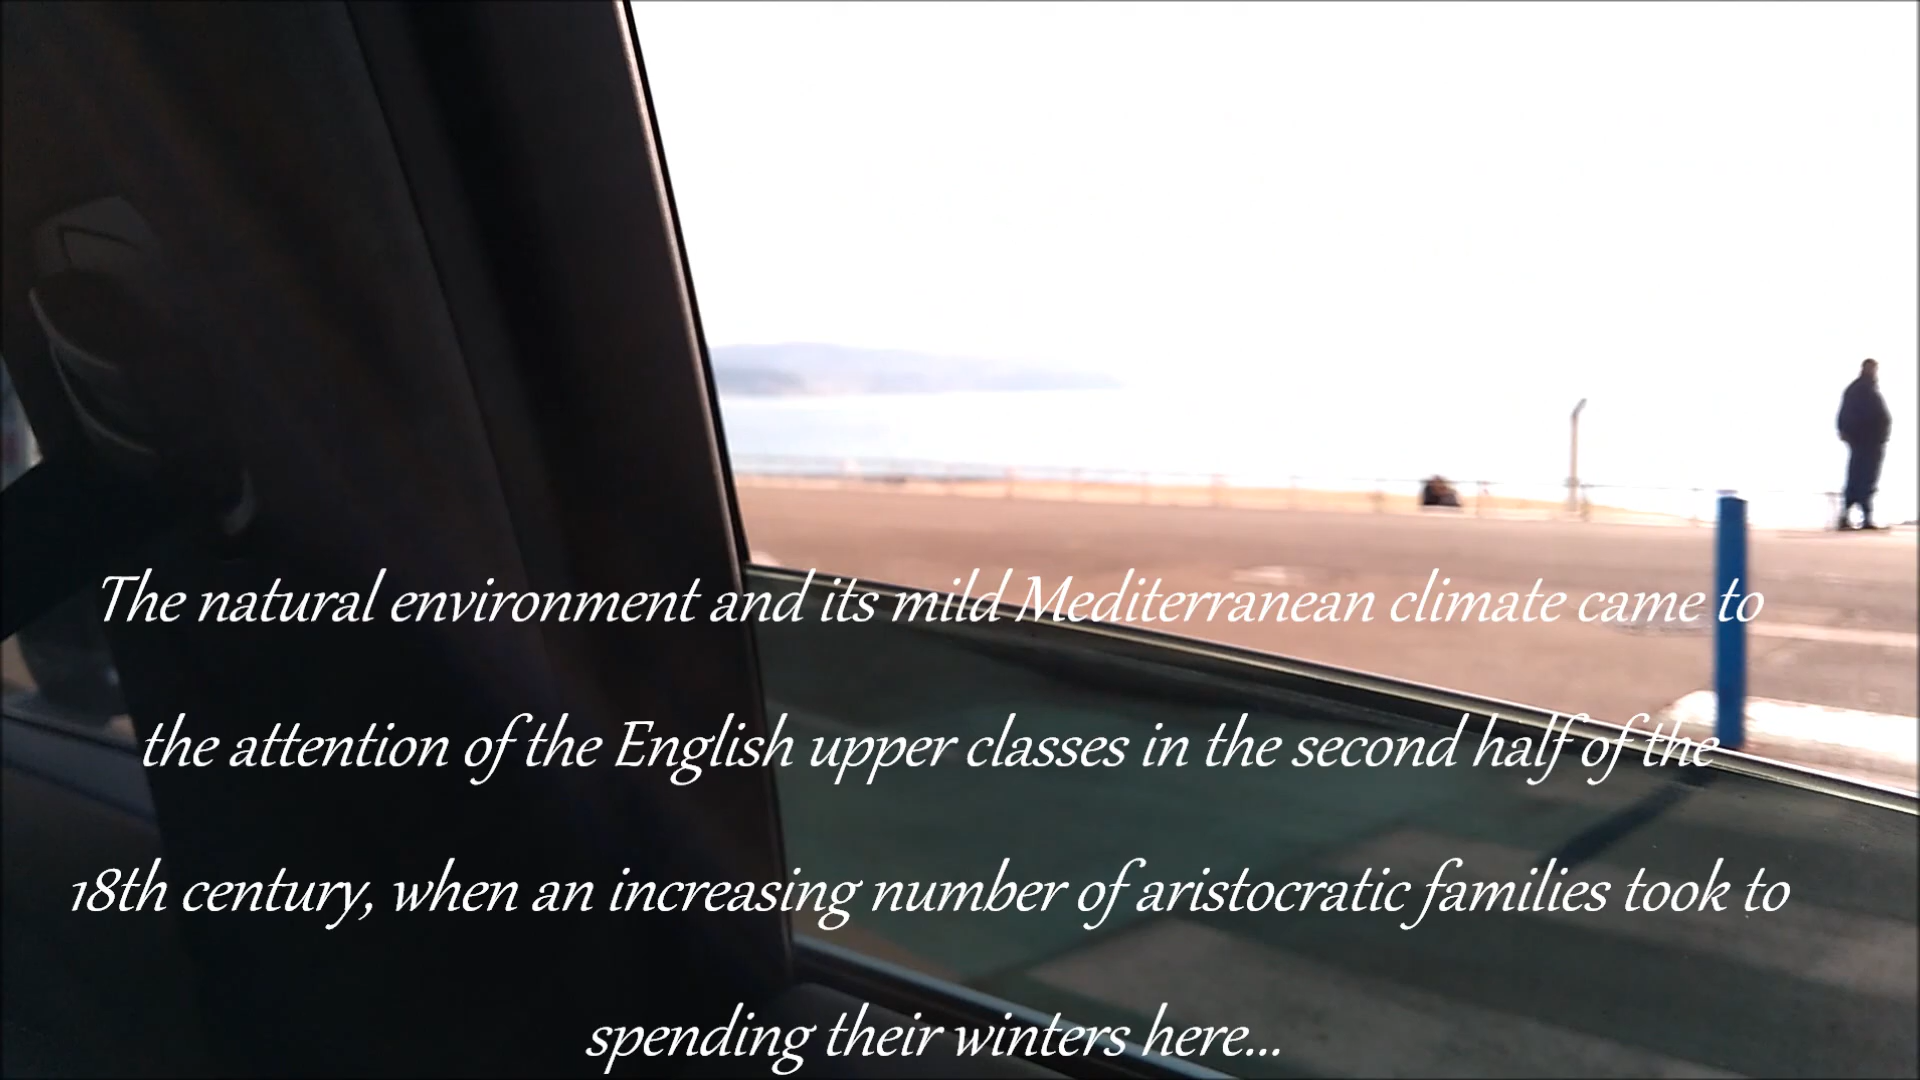 The natural environment and its mild Mediterranean climate came to
the attention of the English upper classes in the second half of the
18th century, when an increasing number of aristocratic families took to
spending their winters here...